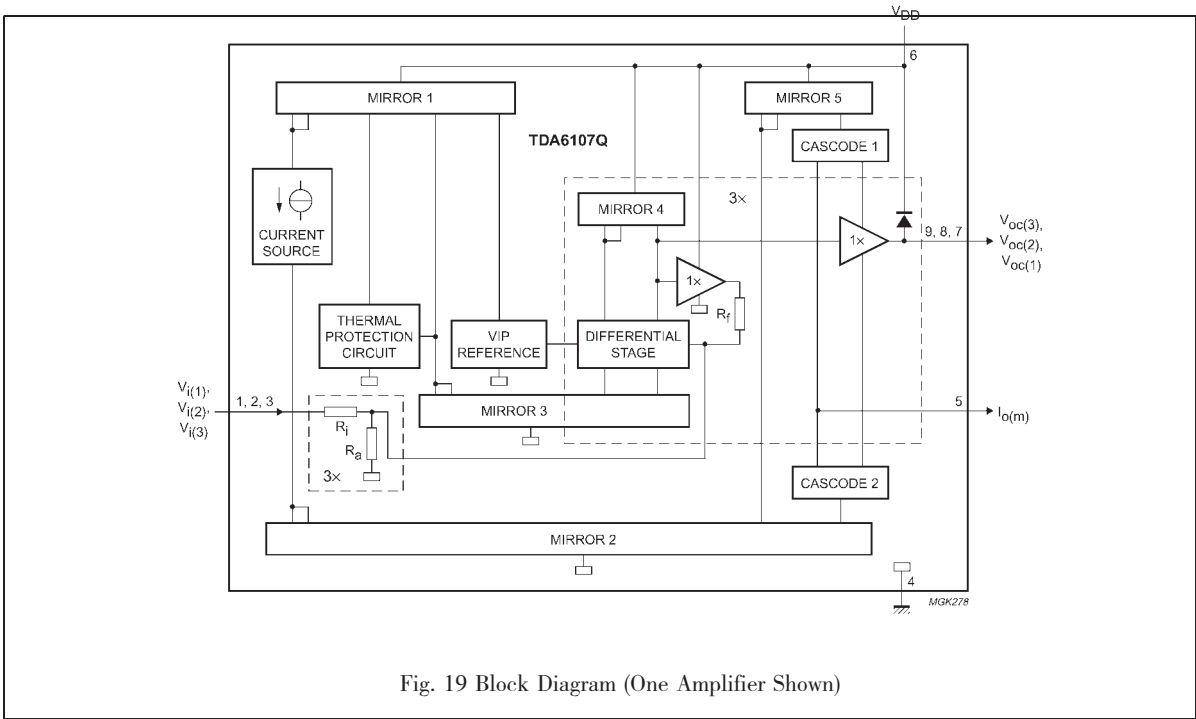 VDD
6
MIRROR 1
MIRROR 5
TDA6107Q
CASCODE 1
3×
MIRROR 4
CURRENT
SOURCE
1×
9, 8, 7
Voc(3),
Voc(2),
Voc(1)
1×
Rf
THERMAL
PROTECTION
CIRCUIT
VIP
REFERENCE
DIFFERENTIAL
STAGE
Vi(1),
Vi(2),
Vi(3)
1, 2, 3
MIRROR 3
5
Io(m)
Ri
Ra
3×
CASCODE 2
MIRROR 2
4
MGK278
Fig. 19 Block Diagram (One Amplifier Shown)